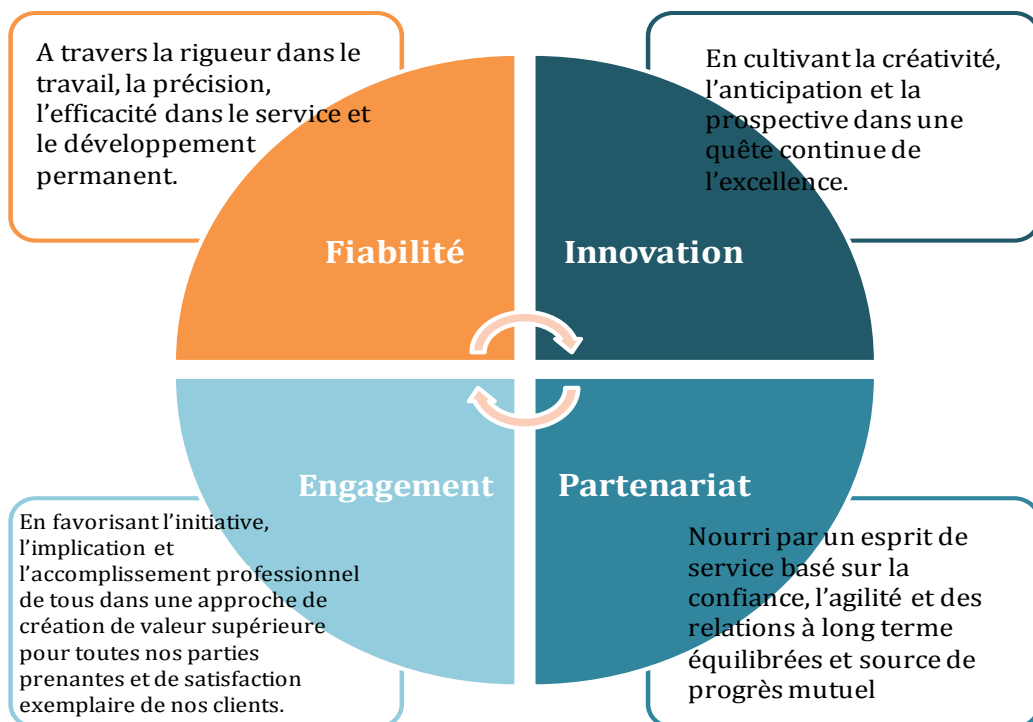 A travers la rigueur dans le
travail, la précision,
l’efficacité dans le service et
le développement
permanent.
En cultivant la créativité,
l’anticipation et la
prospective dans une
quête continue de
l’excellence.
Fiabilité
Innovation
Engagement
Partenariat
En favorisant l’initiative,
l’implication et
l’accomplissement professionnel
de tous dans une approche de
création de valeur supérieure
pour toutes nos parties
prenantes et de satisfaction
exemplaire de nos clients.
Nourri par un esprit de
service basé sur la
confiance, l’agilité et des
relations à long terme
équilibrées et source de
progrès mutuel